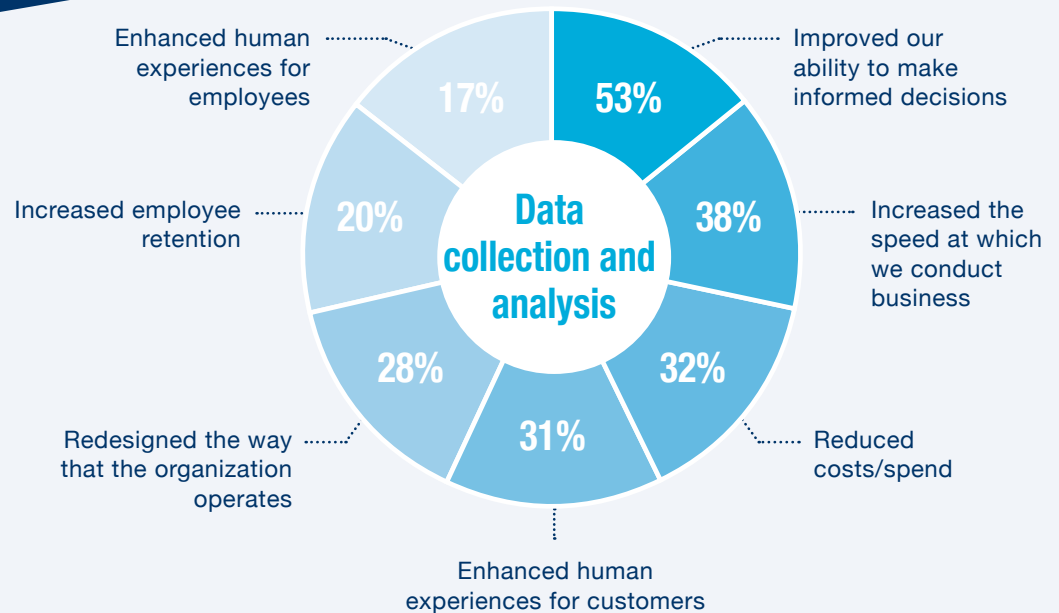 Data
collection and
analysis
53%
Improved our
ability to make
informed decisions
38%
Increased the
speed at which
we conduct
business
32%
Reduced
costs/spend
31%
Enhanced human
experiences for customers
28%
Redesigned the way
that the organization
operates
20%
Increased employee
retention
17%
Enhanced human
experiences for
employees